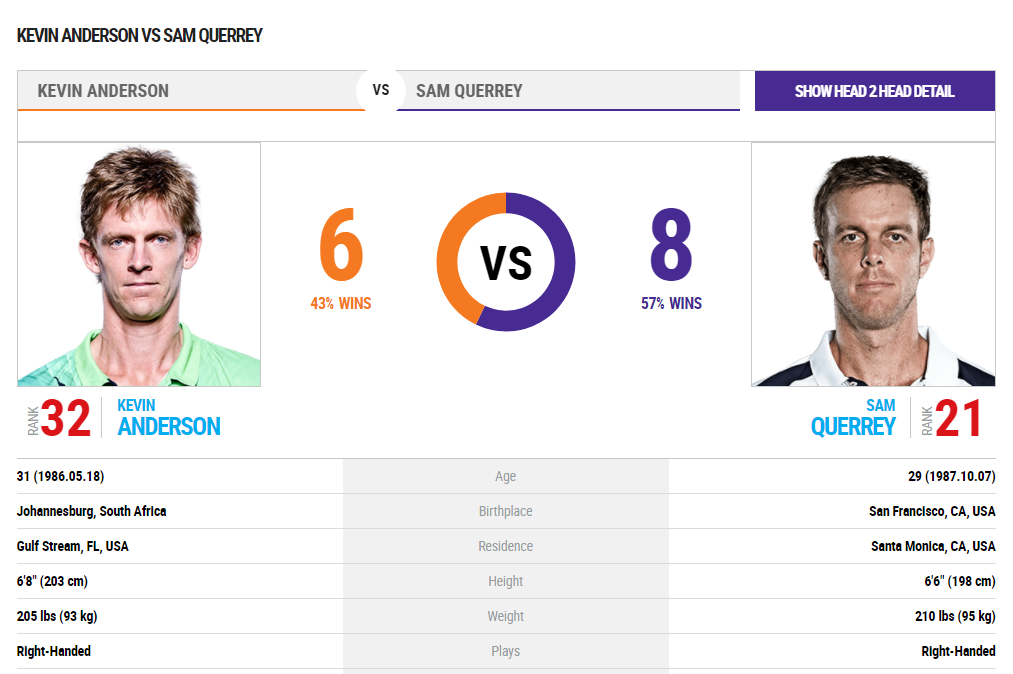 KEVIN ANDERSON VS SAM QUERREY
KEVIN ANDERSON VS SAM QUERREY SHOW HEAD 2 HEAD DETAIL
6 VS 8
43% WINS 57% WINS
RANK 32 KEVIN ANDERSON
SAM QUERREY RANK 21
31 (1986.05.18) Age 29 (1987.10.07)
Johannesburg, South Africa Birthplace San Francisco, CA, USA
Gulf Stream, FL, USA Residence Santa Monica, CA, USA
6'8" (203 cm) Height 6'6" (198 cm)
205 lbs (93 kg) Weight 210 lbs (95 kg)
Right-Handed Plays Right-Handed